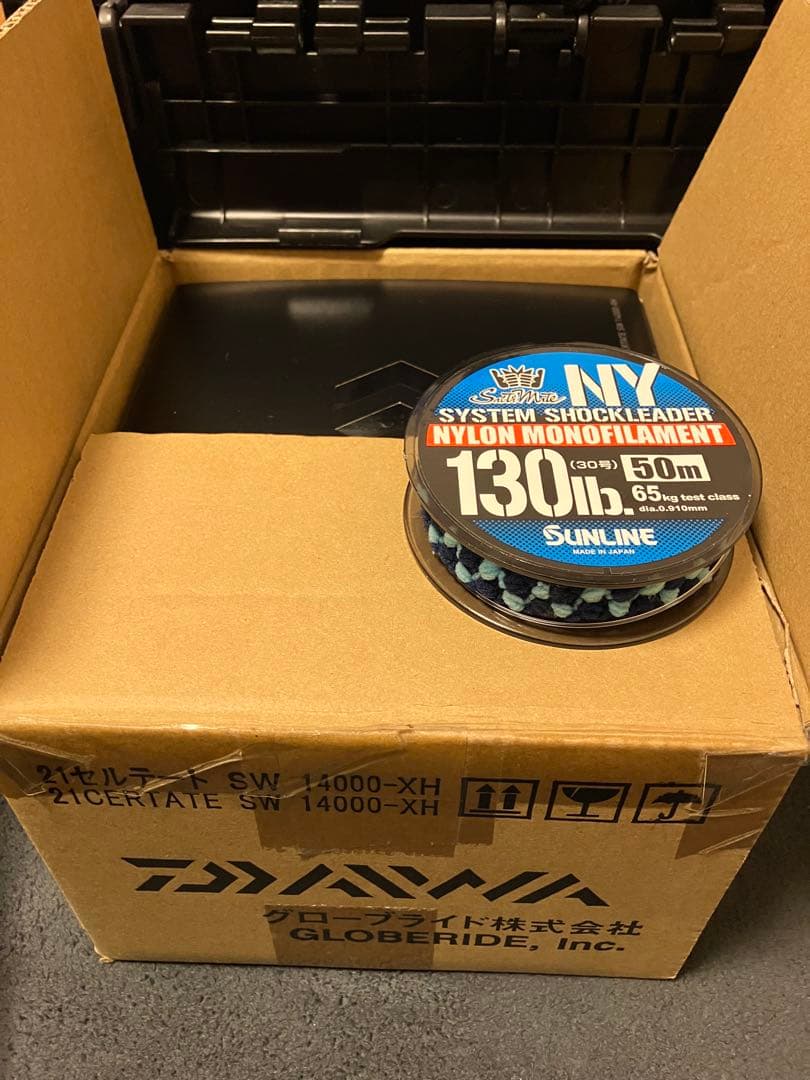 SaltiMate NY
SYSTEM SHOCKLEADER
NYLON MONOFILAMENT
130lb. (30号) 50m
65kg test class
dia.0.910mm
SUNLINE
MADE IN JAPAN
21セルテート SW 14000-XH
21CERTATE SW 14000-XH
DAIWA
グローブライド株式会社
GLOBERIDE, Inc.